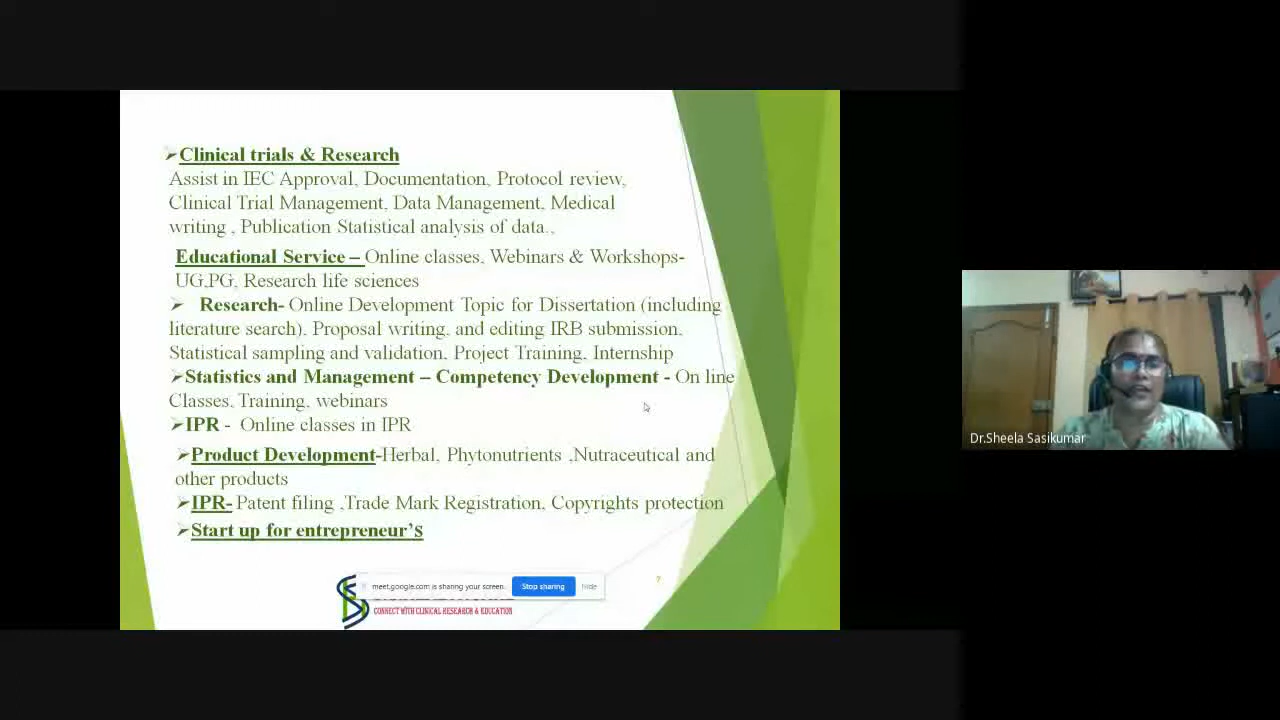 ➢Clinical trials & Research
Assist in IEC Approval, Documentation, Protocol review,
Clinical Trial Management, Data Management, Medical
writing , Publication Statistical analysis of data.,
Educational Service – Online classes, Webinars & Workshops-
UG,PG, Research life sciences
➢ Research- Online Development Topic for Dissertation (including
literature search), Proposal writing, and editing IRB submission,
Statistical sampling and validation, Project Training, Internship
➢Statistics and Management – Competency Development - On line
Classes, Training, webinars
➢IPR - Online classes in IPR
➢Product Development-Herbal, Phytonutrients ,Nutraceutical and
other products
➢IPR- Patent filing ,Trade Mark Registration, Copyrights protection
➢Start up for entrepreneur's
meet.google.com is sharing your screen. Stop sharing Hide
7
CONNECT WITH CLINICAL RESEARCH & EDUCATION
Dr.Sheela Sasikumar